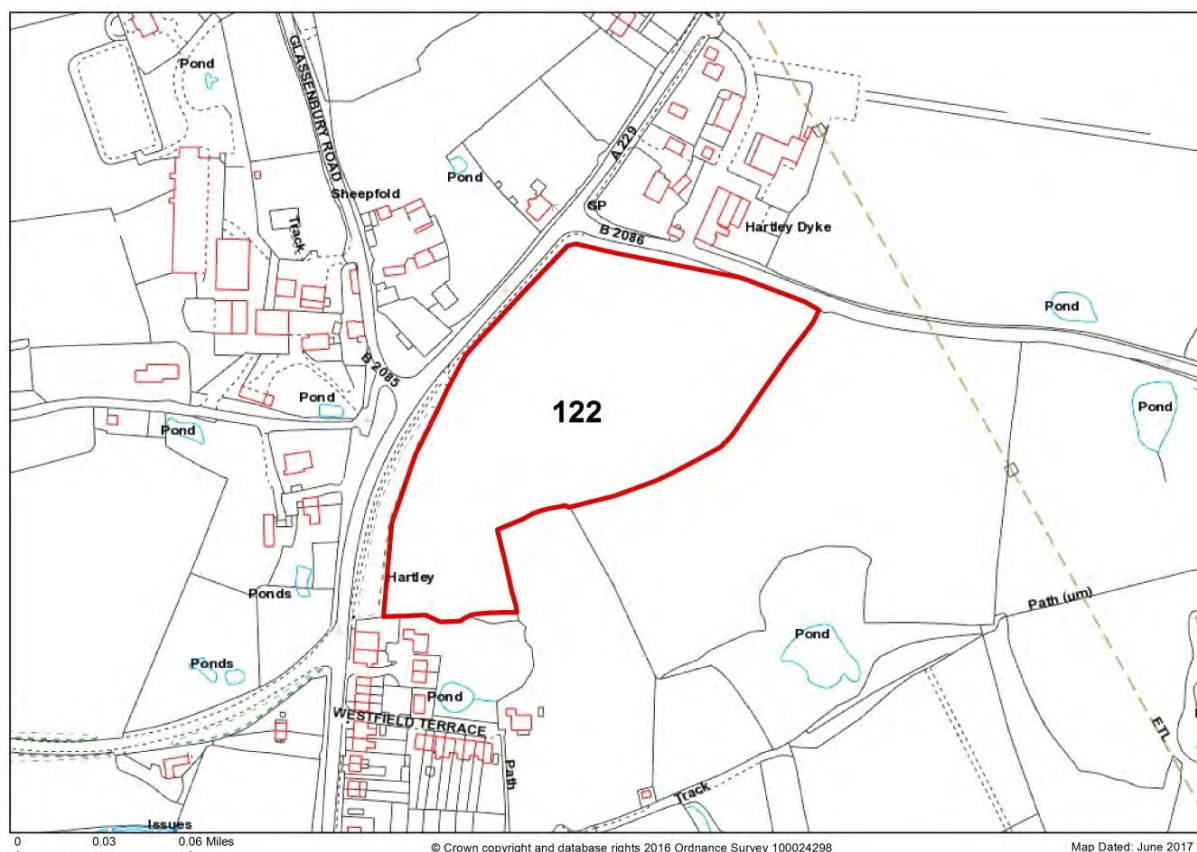 Pond
GLASSENBURY ROAD
A 229
Pond
Sheepfold
Track
GP
B 2086
Hartley Dyke
Pond
B 2085
Pond
Pond
Pond
122
Hartley
Ponds
Path (um)
Pond
Ponds
Pond
WESTFIELD TERRACE
Path
ETL
Track
Issues
0 0.03 0.06 Miles
© Crown copyright and database rights 2016 Ordnance Survey 100024298
Map Dated: June 2017